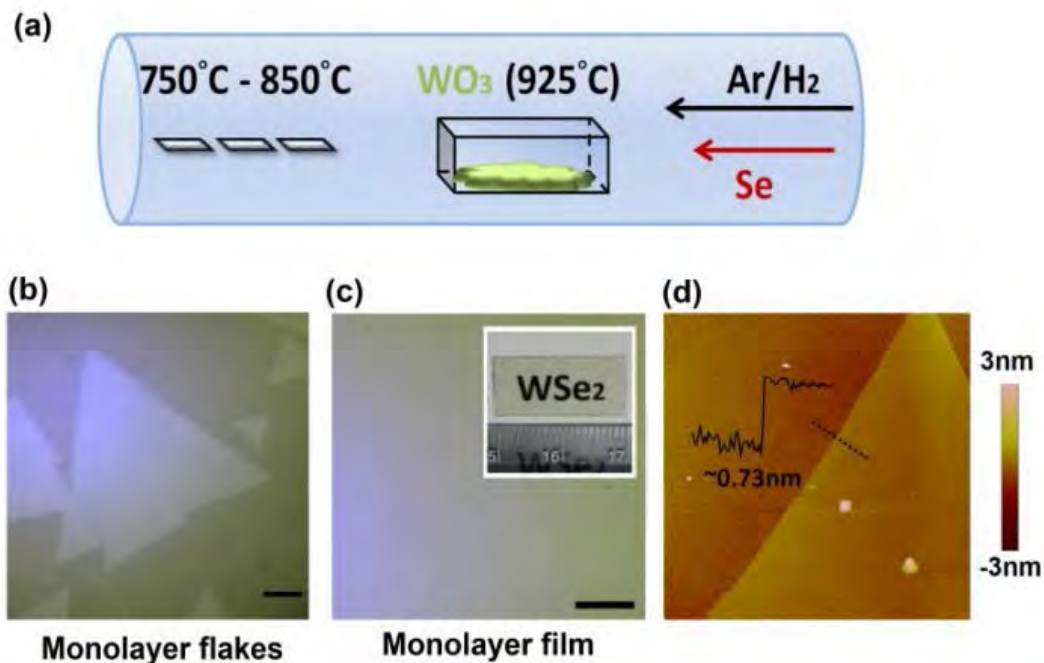 (a)
750°C - 850°C
WO₃ (925°C)
Ar/H₂
Se
(b)
(c)
(d)
WSe₂
16
17
~0.73nm
3nm
-3nm
Monolayer flakes
Monolayer film